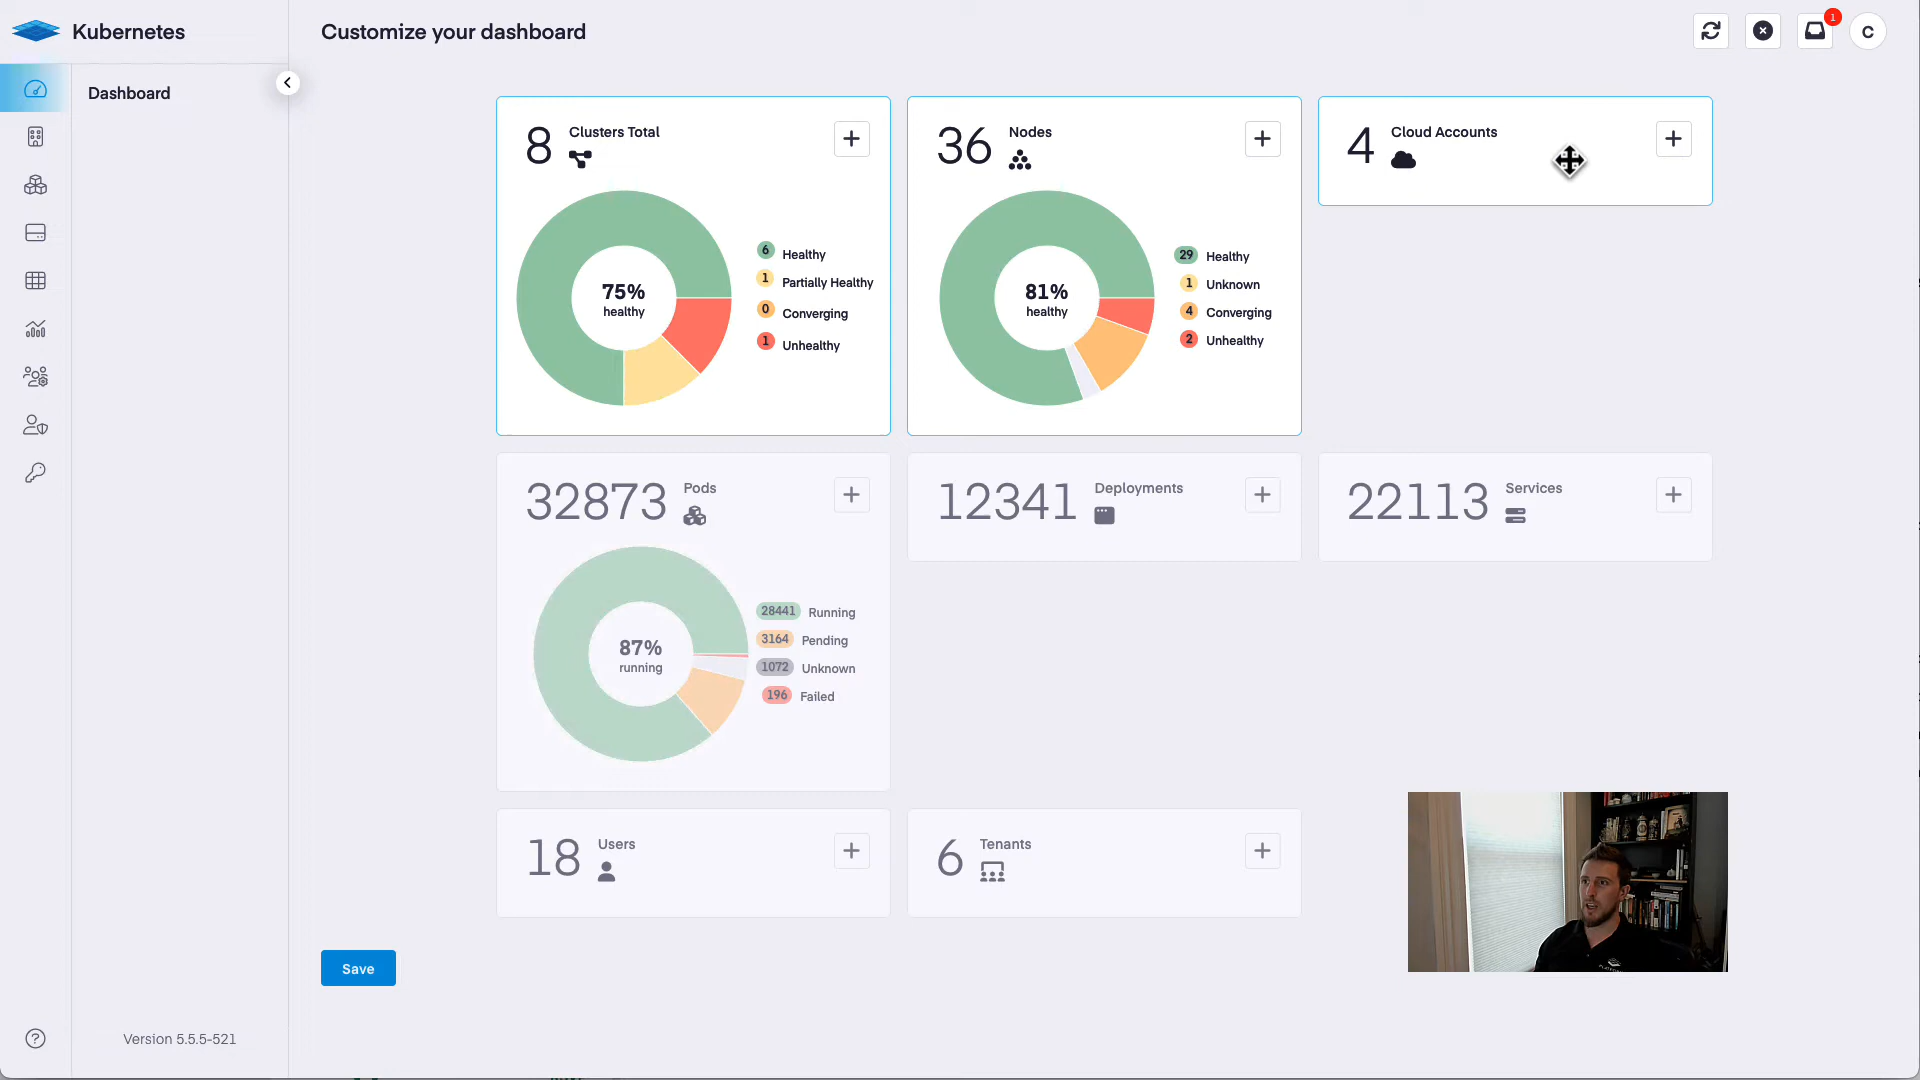 Kubernetes
Customize your dashboard
1
C
Dashboard
8 Clusters Total
75%
healthy
6 Healthy
1 Partially Healthy
0 Converging
1 Unhealthy
36 Nodes
81%
healthy
29 Healthy
1 Unknown
4 Converging
2 Unhealthy
4 Cloud Accounts
32873 Pods
87%
running
28441 Running
3164 Pending
1072 Unknown
196 Failed
12341 Deployments
22113 Services
18 Users
6 Tenants
Save
Version 5.5.5-521